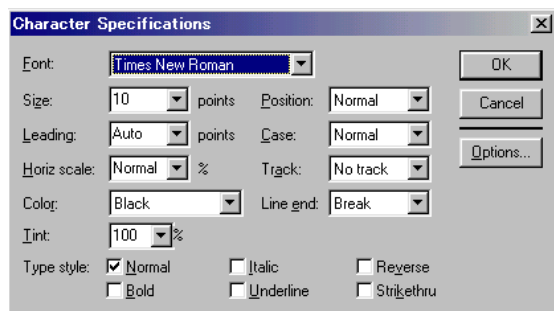 Character Specifications
Font: Times New Roman OK
Size: 10 points Position: Normal Cancel
Leading: Auto points Case: Normal
Options...
Horiz scale: Normal % Track: No track
Color: Black Line end: Break
Tint: 100 %
Type style: Normal Italic Reverse
Bold Underline Strikethru